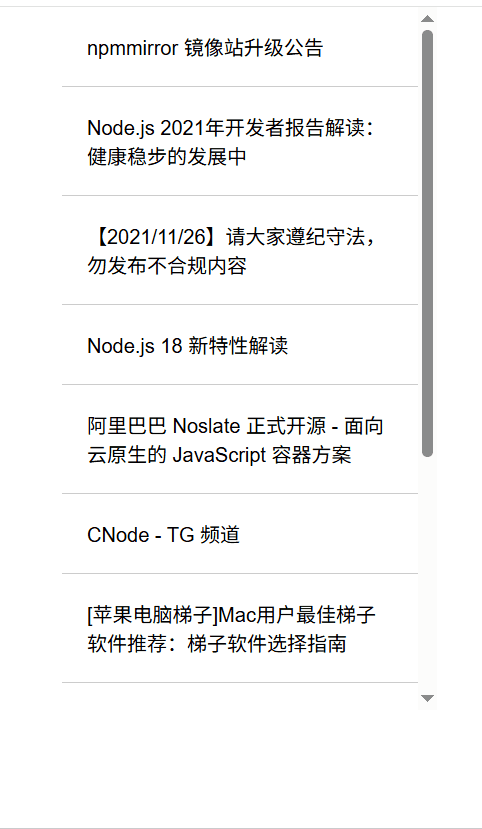 npmmirror 镜像站升级公告
Node.js 2021年开发者报告解读：
健康稳步的发展中
【2021/11/26】请大家遵纪守法，
勿发布不合规内容
Node.js 18 新特性解读
阿里巴巴 Noslate 正式开源 - 面向
云原生的 JavaScript 容器方案
CNode - TG 频道
[苹果电脑梯子]Mac用户最佳梯子
软件推荐：梯子软件选择指南